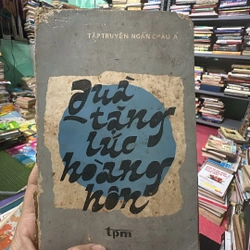 TẬP TRUYỆN NGẮN CHÂU Á
Quà
tặng
lúc
hoàng
hôn
tpm